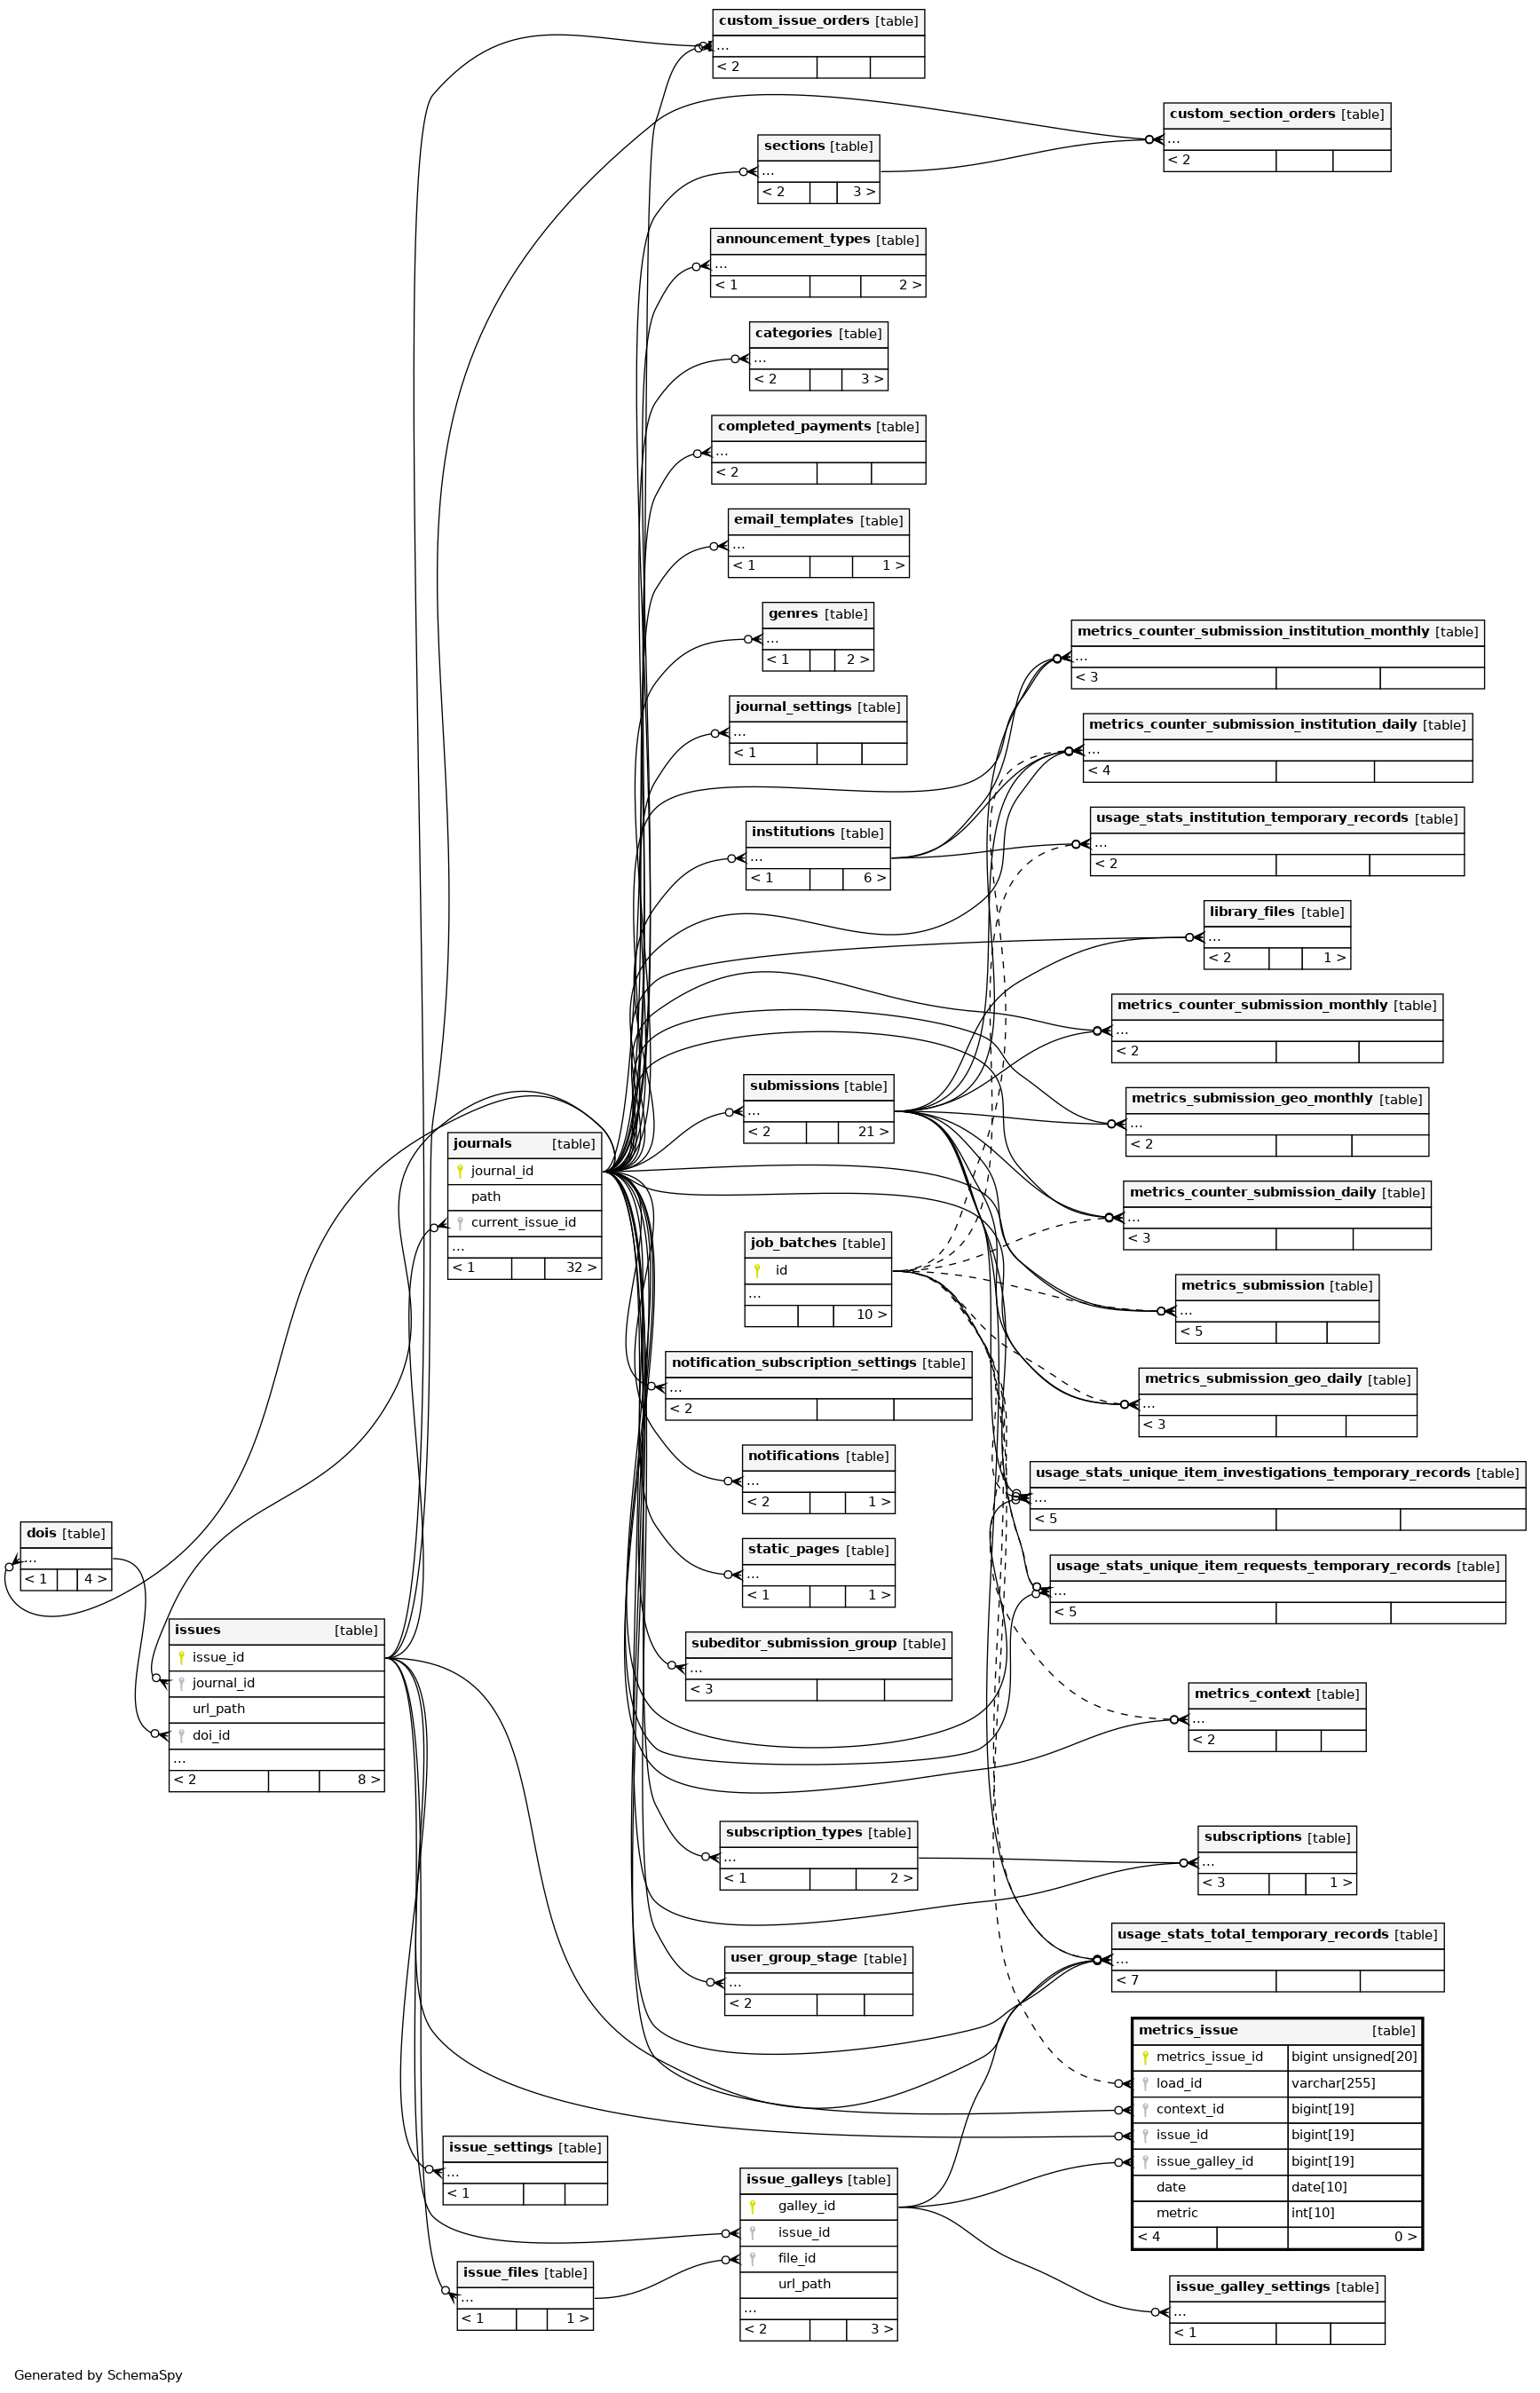 custom_issue_orders [table]
...
< 2
custom_section_orders [table]
...
< 2
sections [table]
...
< 2 3 >
announcement_types [table]
...
< 1 2 >
categories [table]
...
< 2 3 >
completed_payments [table]
...
< 2
email_templates [table]
...
< 1 1 >
genres [table]
...
< 1 2 >
metrics_counter_submission_institution_monthly [table]
...
< 3
journal_settings [table]
...
< 1
metrics_counter_submission_institution_daily [table]
...
< 4
institutions [table]
...
< 1 6 >
usage_stats_institution_temporary_records [table]
...
< 2
library_files [table]
...
< 2 1 >
metrics_counter_submission_monthly [table]
...
< 2
submissions [table]
...
< 2 21 >
metrics_submission_geo_monthly [table]
...
< 2
journals [table]
journal_id
path
current_issue_id
...
< 1 32 >
metrics_counter_submission_daily [table]
...
< 3
job_batches [table]
id
...
10 >
metrics_submission [table]
...
< 5
notification_subscription_settings [table]
...
< 2
metrics_submission_geo_daily [table]
...
< 3
notifications [table]
...
< 2 1 >
usage_stats_unique_item_investigations_temporary_records [table]
...
< 5
dois [table]
...
< 1 4 >
static_pages [table]
...
< 1 1 >
usage_stats_unique_item_requests_temporary_records [table]
...
< 5
issues [table]
issue_id
journal_id
url_path
doi_id
...
< 2 8 >
subeditor_submission_group [table]
...
< 3
metrics_context [table]
...
< 2
subscription_types [table]
...
< 1 2 >
subscriptions [table]
...
< 3 1 >
user_group_stage [table]
...
< 2
usage_stats_total_temporary_records [table]
...
< 7
metrics_issue [table]
metrics_issue_id bigint unsigned[20]
load_id varchar[255]
context_id bigint[19]
issue_id bigint[19]
issue_galley_id bigint[19]
date date[10]
metric int[10]
< 4 0 >
issue_settings [table]
...
< 1
issue_galleys [table]
galley_id
issue_id
file_id
url_path
...
< 2 3 >
issue_files [table]
...
< 1 1 >
issue_galley_settings [table]
...
< 1
Generated by SchemaSpy